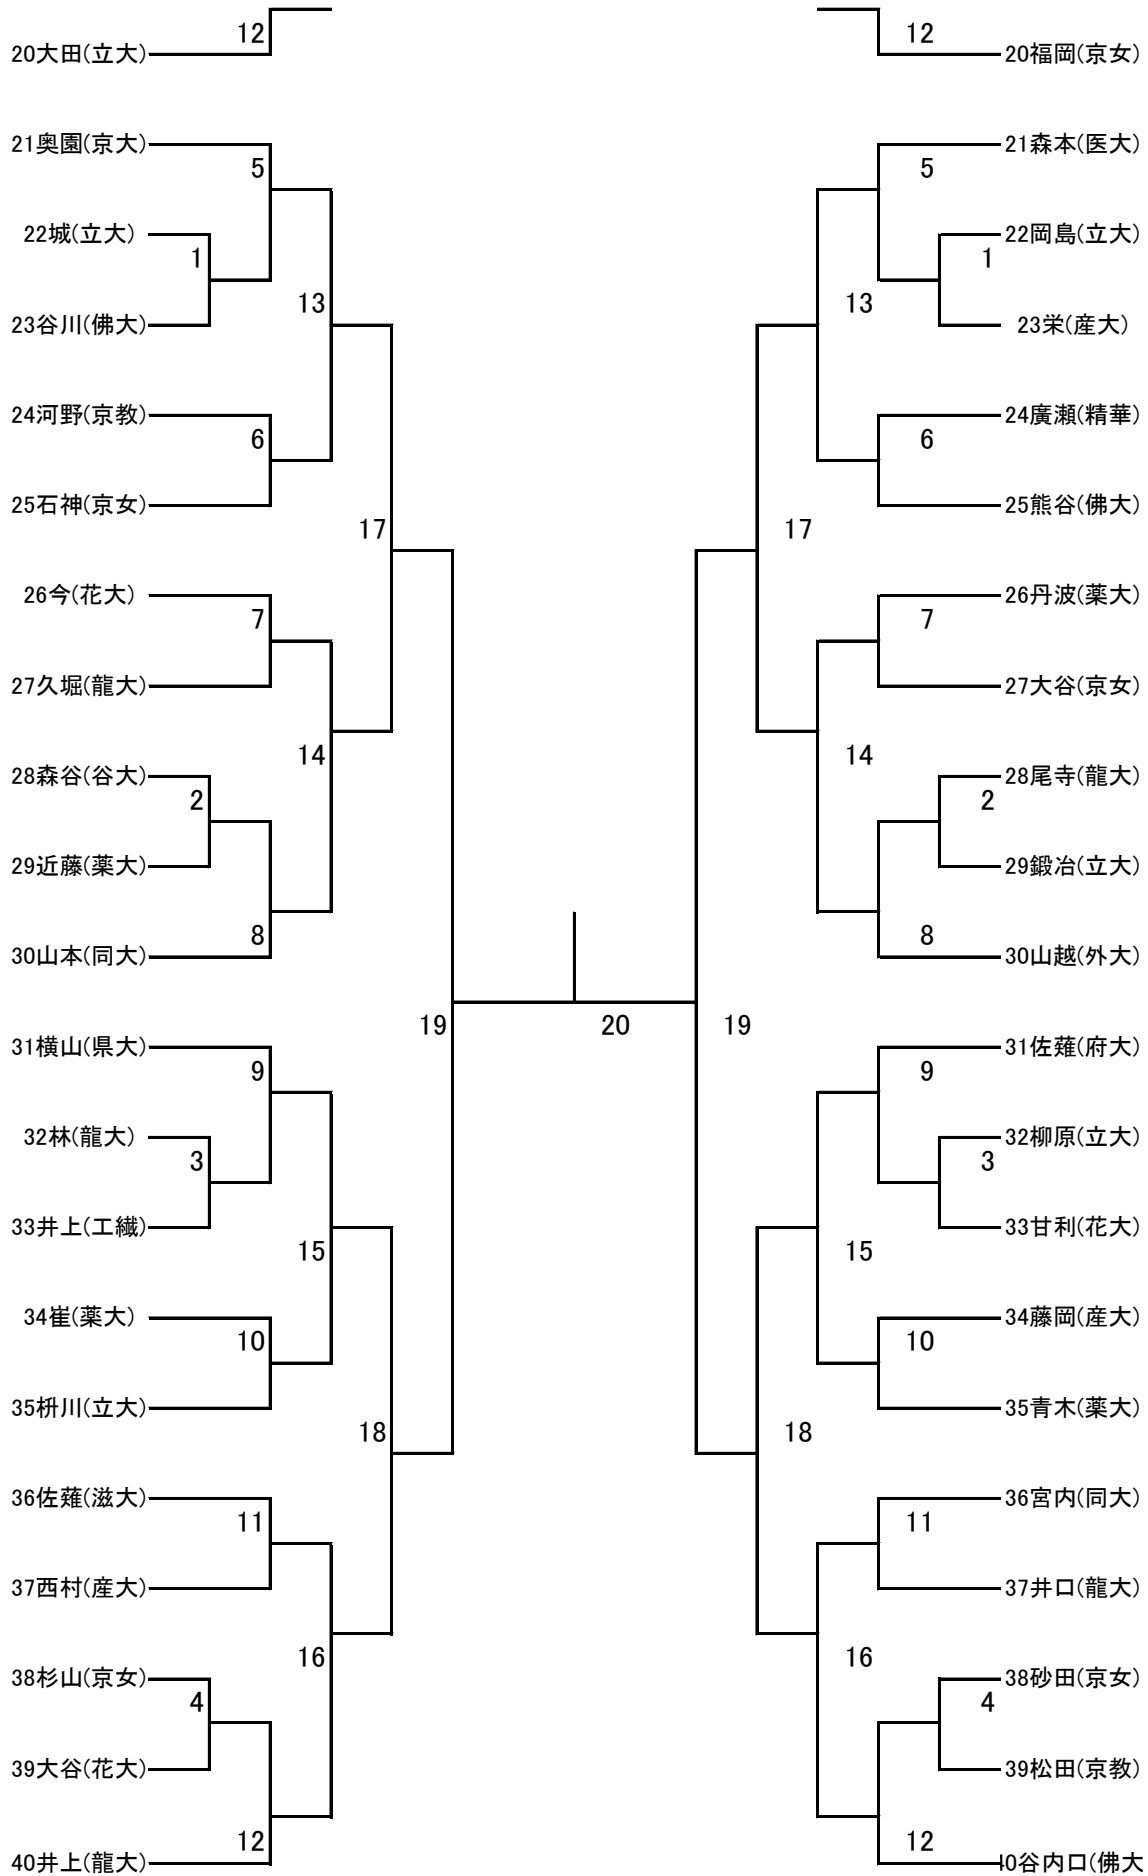 12
20大田(立大)
21奥園(京大)
5
22城(立大)
1
13
23谷川(佛大)
24河野(京教)
6
25石神(京女)
17
26今(花大)
7
27久堀(龍大)
14
28森谷(谷大)
2
29近藤(薬大)
8
30山本(同大)
19
31横山(県大)
9
32林(龍大)
3
33井上(工繊)
15
34崔(薬大)
10
35枡川(立大)
18
36佐薙(滋大)
11
37西村(産大)
16
38杉山(京女)
4
39大谷(花大)
12
40井上(龍大)
20
12
20福岡(京女)
21森本(医大)
5
22岡島(立大)
1
13
23栄(産大)
24廣瀬(精華)
6
25熊谷(佛大)
17
26丹波(薬大)
7
27大谷(京女)
14
28尾寺(龍大)
2
29鍛冶(立大)
8
30山越(外大)
19
31佐薙(府大)
9
32柳原(立大)
3
33甘利(花大)
15
34藤岡(産大)
10
35青木(薬大)
18
36宮内(同大)
11
37井口(龍大)
16
38砂田(京女)
4
39松田(京教)
12
40谷内口(佛大